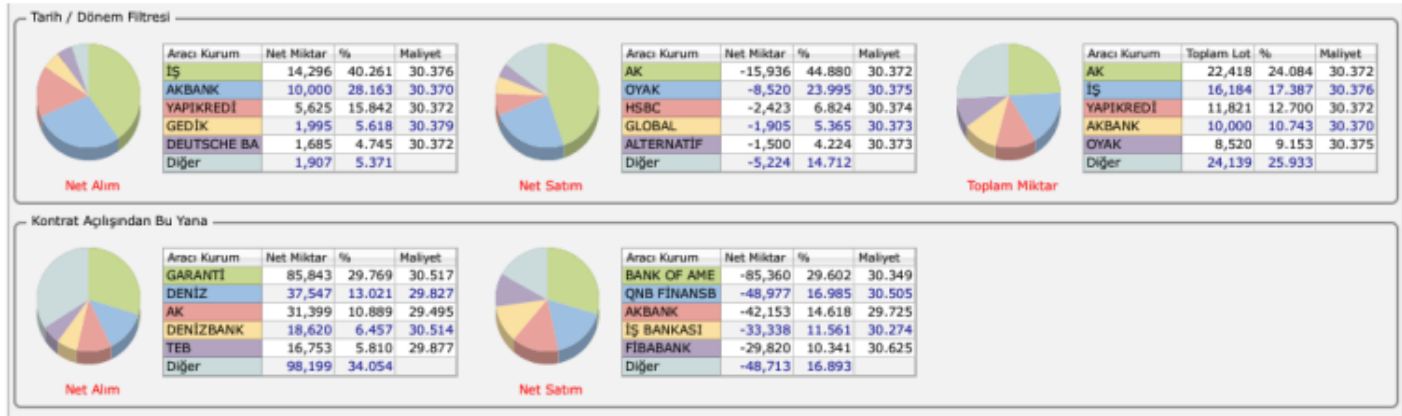 Tarih / Dönem Filtresi
Aracı Kurum Net Miktar % Maliyet
İŞ 14,296 40.261 30.376
AKBANK 10,000 28.163 30.370
YAPIKREDİ 5,625 15.842 30.372
GEDİK 1,995 5.618 30.379
DEUTSCHE BA 1,685 4.745 30.372
Diğer 1,907 5.371
Net Alım
Aracı Kurum Net Miktar % Maliyet
AK -15,936 44.880 30.372
OYAK -8,520 23.995 30.375
HSBC -2,423 6.824 30.374
GLOBAL -1,905 5.365 30.373
ALTERNATİF -1,500 4.224 30.373
Diğer -5,224 14.712
Net Satım
Aracı Kurum Toplam Lot % Maliyet
AK 22,418 24.084 30.372
İŞ 16,184 17.387 30.376
YAPIKREDİ 11,821 12.700 30.372
AKBANK 10,000 10.743 30.370
OYAK 8,520 9.153 30.375
Diğer 24,139 25.933
Toplam Miktar
Kontrat Açılışından Bu Yana
Aracı Kurum Net Miktar % Maliyet
GARANTİ 85,843 29.769 30.517
DENİZ 37,547 13.021 29.827
AK 31,399 10.889 29.495
DENİZBANK 18,620 6.457 30.514
TEB 16,753 5.810 29.877
Diğer 98,199 34.054
Net Alım
Aracı Kurum Net Miktar % Maliyet
BANK OF AME -85,360 29.602 30.349
QNB FİNANSB -48,977 16.985 30.505
AKBANK -42,153 14.618 29.725
İŞ BANKASI -33,338 11.561 30.274
FİBABANK -29,820 10.341 30.625
Diğer -48,713 16.893
Net Satım